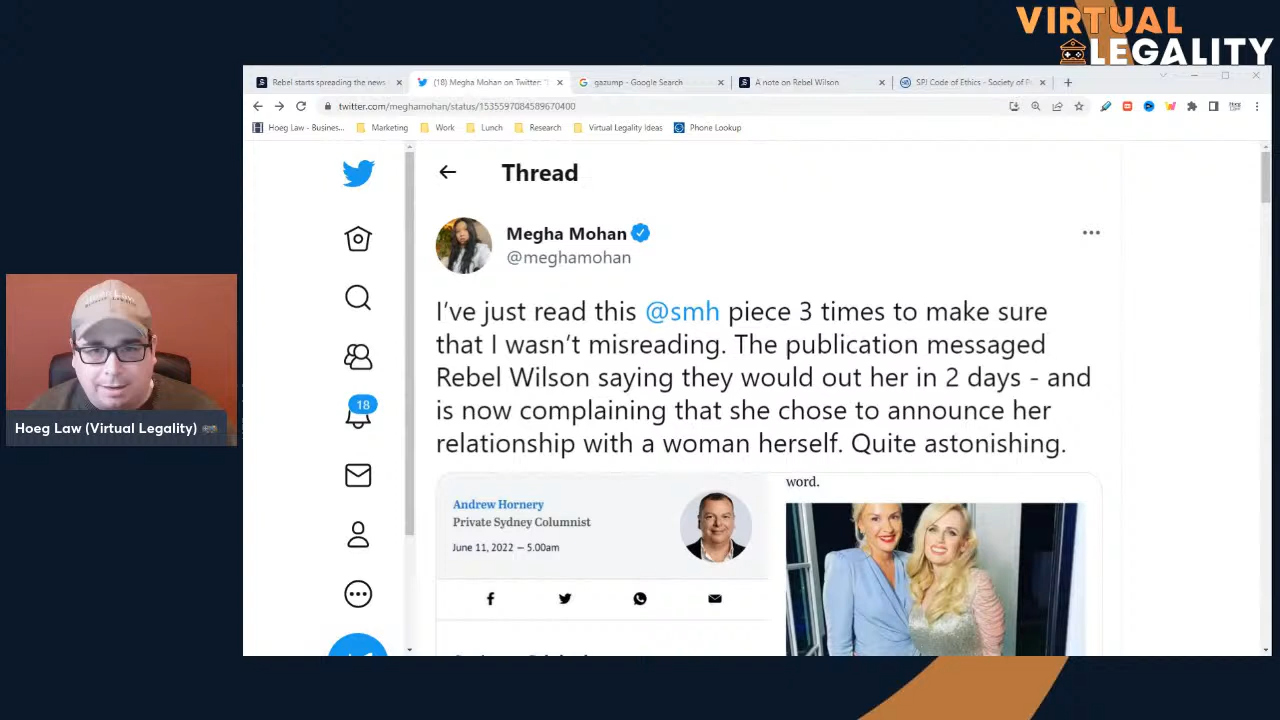 VIRTUAL
LEGALITY
Rebel starts spreading the news
(18) Megha Mohan on Twitter: "I
gazump - Google Search
A note on Rebel Wilson
SPJ Code of Ethics - Society of P
twitter.com/meghamohan/status/1535597084589670400
Hoeg Law - Busines...
Marketing
Work
Lunch
Research
Virtual Legality Ideas
Phone Lookup
Thread
Megha Mohan
@meghamohan
I've just read this @smh piece 3 times to make sure
that I wasn't misreading. The publication messaged
Rebel Wilson saying they would out her in 2 days - and
is now complaining that she chose to announce her
relationship with a woman herself. Quite astonishing.
18
Hoeg Law (Virtual Legality)
word.
Andrew Hornery
Private Sydney Columnist
June 11, 2022 — 5.00am